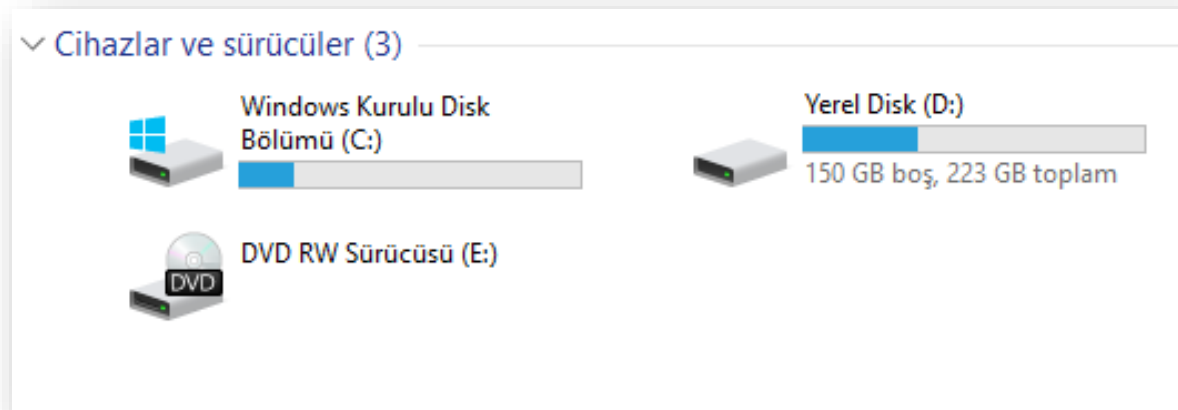 Cihazlar ve sürücüler (3)
Windows Kurulu Disk
Bölümü (C:)
Yerel Disk (D:)
150 GB boş, 223 GB toplam
DVD RW Sürücüsü (E:)
DVD